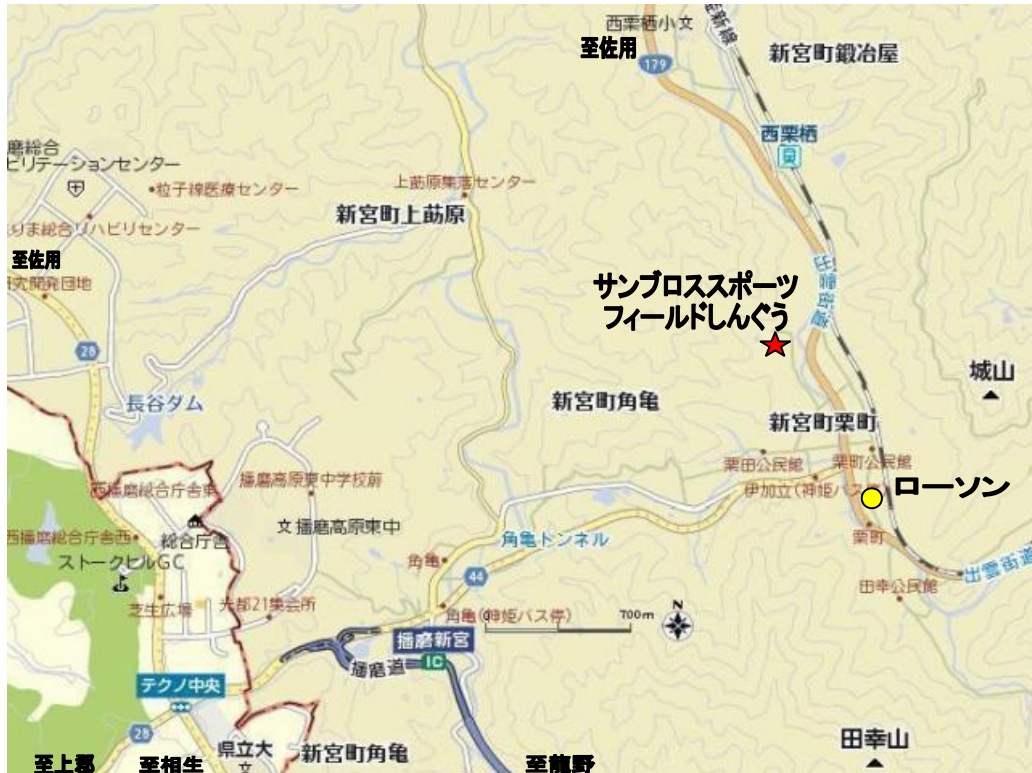 西栗栖小文
至佐用
179
姫新線
新宮町鍛冶屋
西栗栖
磨総合
ビリテーションセンター
粒子線医療センター
上莇原集落センター
新宮町上莇原
りま総合リハビリセンター
至佐用
究開発団地
28
出雲街道
サンブロススポーツ
フィールドしんぐう
城山
長谷ダム
新宮町角亀
新宮町栗町
栗田公民館
栗町公民館
西播磨総合庁舎東
播磨高原東中学校前
伊加立(神姫バス
ローソン
文播磨高原東中
西播磨総合庁舎西
総合庁舎
角亀トンネル
栗町
ストークヒルGC
角亀
出雲街道
44
田幸公民館
芝生広場
光都21集会所
角亀(神姫バス停)
0
700m
N
播磨新宮
IC
播磨道
テクノ中央
28
県立大
文
新宮町角亀
田幸山
至上郡
至相生
至龍野